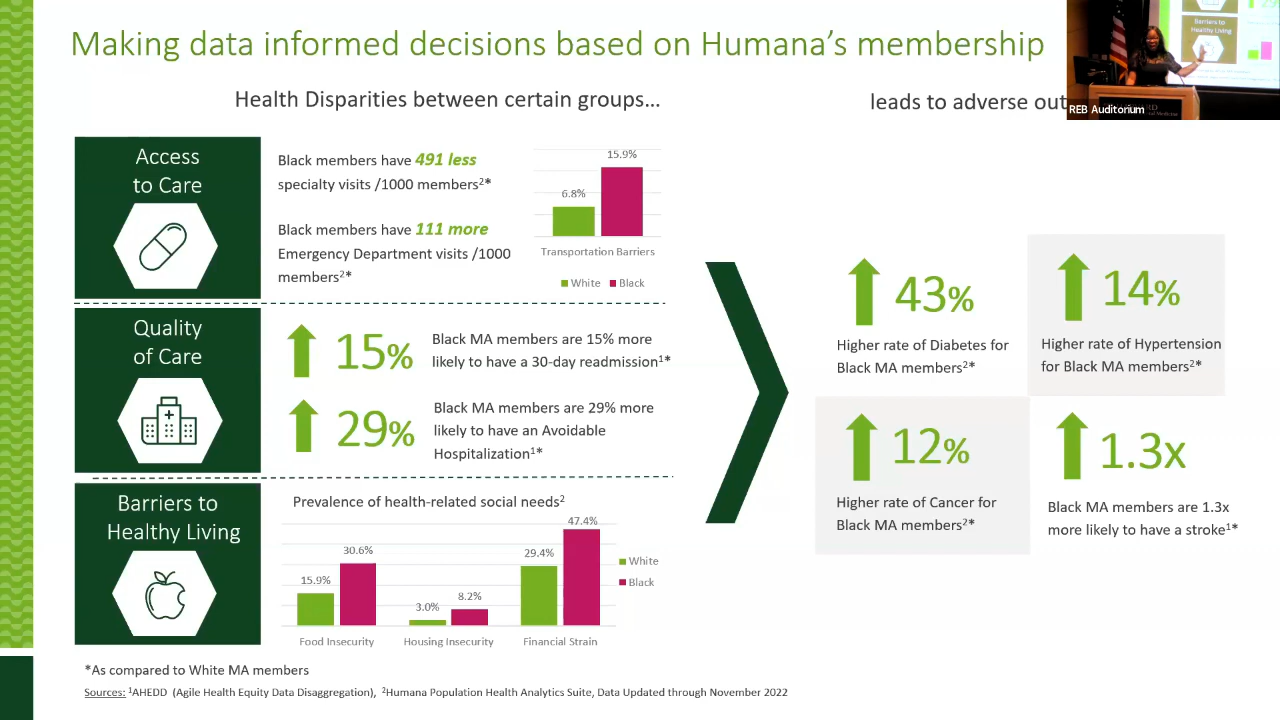 Making data informed decisions based on Humana's membership
Health Disparities between certain groups...
leads to adverse out
REB Auditorium
Barriers to
Healthy Living
Access
to Care
Black members have 491 less
specialty visits /1000 members²*
Black members have 111 more
Emergency Department visits /1000
members²*
15.9%
6.8%
Transportation Barriers
White Black
Quality
of Care
15%
Black MA members are 15% more
likely to have a 30-day readmission¹*
29%
Black MA members are 29% more
likely to have an Avoidable
Hospitalization¹*
Barriers to
Healthy Living
Prevalence of health-related social needs²
47.4%
30.6%
29.4%
15.9%
8.2%
3.0%
White
Black
Food Insecurity Housing Insecurity Financial Strain
43%
Higher rate of Diabetes for
Black MA members²*
14%
Higher rate of Hypertension
for Black MA members²*
12%
Higher rate of Cancer for
Black MA members²*
1.3x
Black MA members are 1.3x
more likely to have a stroke¹*
*As compared to White MA members
Sources: ¹AHEDD (Agile Health Equity Data Disaggregation), ²Humana Population Health Analytics Suite, Data Updated through November 2022